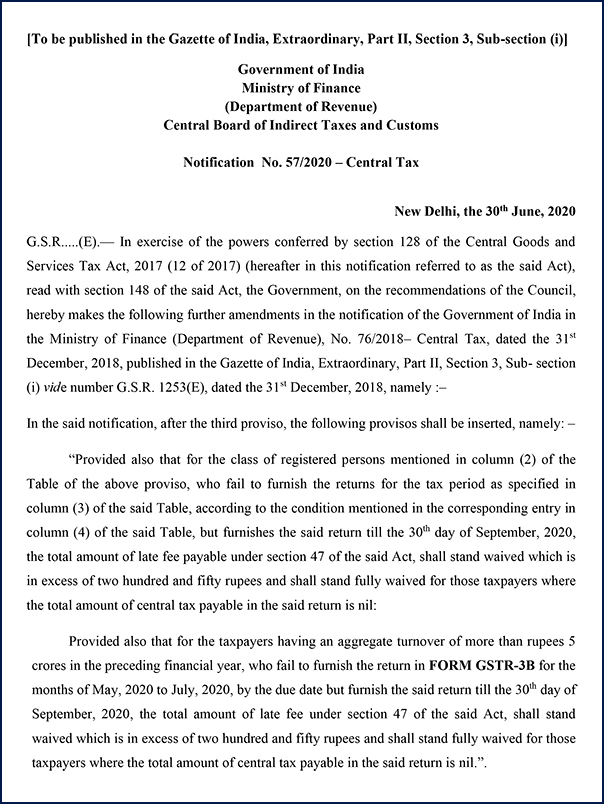 [To be published in the Gazette of India, Extraordinary, Part II, Section 3, Sub-section (i)]
Government of India
Ministry of Finance
(Department of Revenue)
Central Board of Indirect Taxes and Customs
Notification No. 57/2020 – Central Tax
New Delhi, the 30th June, 2020
G.S.R.....(E).— In exercise of the powers conferred by section 128 of the Central Goods and
Services Tax Act, 2017 (12 of 2017) (hereafter in this notification referred to as the said Act),
read with section 148 of the said Act, the Government, on the recommendations of the Council,
hereby makes the following further amendments in the notification of the Government of India in
the Ministry of Finance (Department of Revenue), No. 76/2018– Central Tax, dated the 31st
December, 2018, published in the Gazette of India, Extraordinary, Part II, Section 3, Sub- section
(i) vide number G.S.R. 1253(E), dated the 31st December, 2018, namely :–
In the said notification, after the third proviso, the following provisos shall be inserted, namely: –
“Provided also that for the class of registered persons mentioned in column (2) of the
Table of the above proviso, who fail to furnish the returns for the tax period as specified in
column (3) of the said Table, according to the condition mentioned in the corresponding entry in
column (4) of the said Table, but furnishes the said return till the 30th day of September, 2020,
the total amount of late fee payable under section 47 of the said Act, shall stand waived which is
in excess of two hundred and fifty rupees and shall stand fully waived for those taxpayers where
the total amount of central tax payable in the said return is nil:
Provided also that for the taxpayers having an aggregate turnover of more than rupees 5
crores in the preceding financial year, who fail to furnish the return in FORM GSTR-3B for the
months of May, 2020 to July, 2020, by the due date but furnish the said return till the 30th day of
September, 2020, the total amount of late fee under section 47 of the said Act, shall stand
waived which is in excess of two hundred and fifty rupees and shall stand fully waived for those
taxpayers where the total amount of central tax payable in the said return is nil.”.